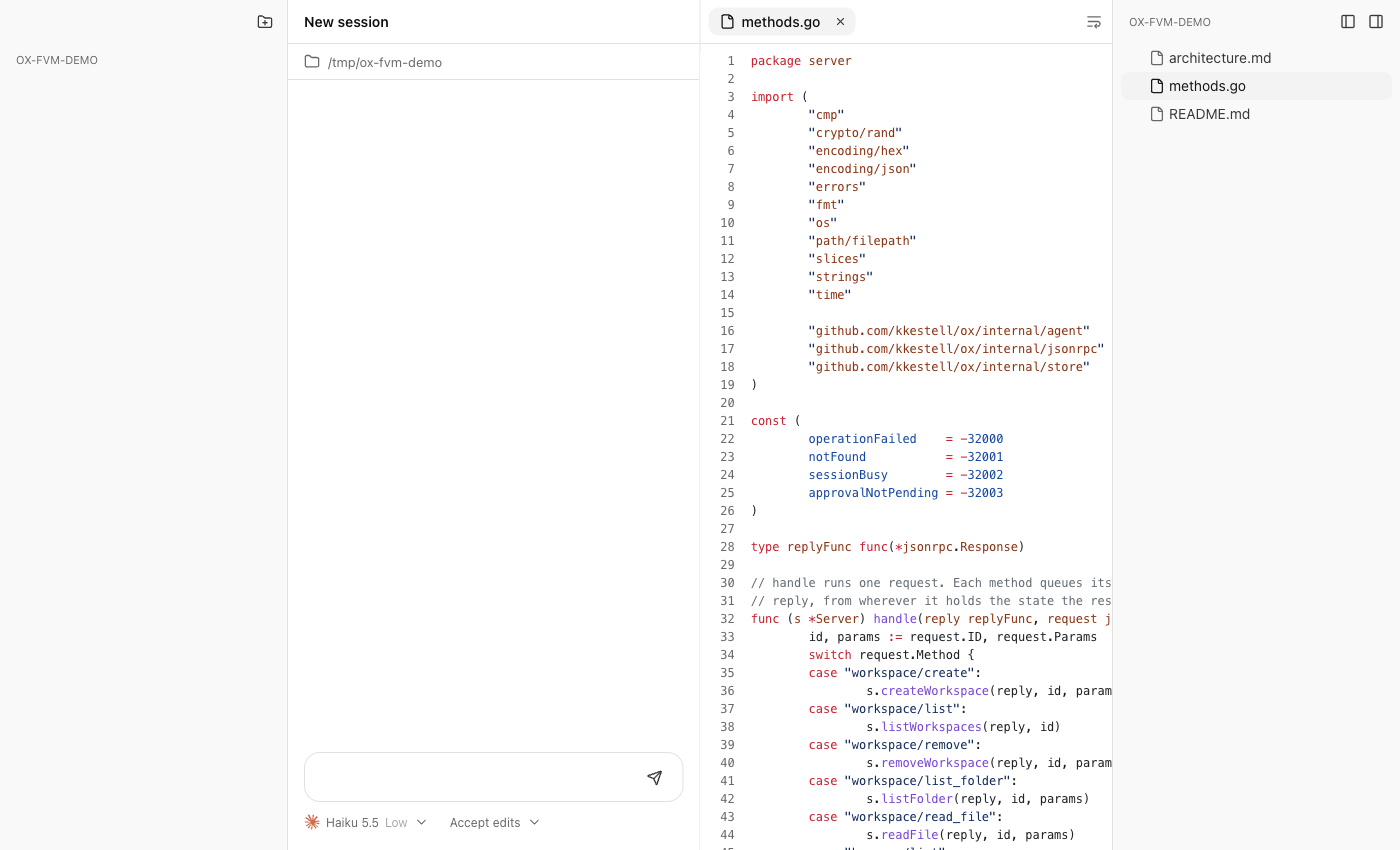 OX-FVM-DEMO
New session
/tmp/ox-fvm-demo
Haiku 5.5 Low
Accept edits
methods.go
1 package server
2
3 import (
4 "cmp"
5 "crypto/rand"
6 "encoding/hex"
7 "encoding/json"
8 "errors"
9 "fmt"
10 "os"
11 "path/filepath"
12 "slices"
13 "strings"
14 "time"
15
16 "github.com/kkestell/ox/internal/agent"
17 "github.com/kkestell/ox/internal/jsonrpc"
18 "github.com/kkestell/ox/internal/store"
19 )
20
21 const (
22 operationFailed = -32000
23 notFound = -32001
24 sessionBusy = -32002
25 approvalNotPending = -32003
26 )
27
28 type replyFunc func(*jsonrpc.Response)
29
30 // handle runs one request. Each method queues its
31 // reply, from wherever it holds the state the res
32 func (s *Server) handle(reply replyFunc, request j
33 id, params := request.ID, request.Params
34 switch request.Method {
35 case "workspace/create":
36 s.createWorkspace(reply, id, param
37 case "workspace/list":
38 s.listWorkspaces(reply, id)
39 case "workspace/remove":
40 s.removeWorkspace(reply, id, param
41 case "workspace/list_folder":
42 s.listFolder(reply, id, params)
43 case "workspace/read_file":
44 s.readFile(reply, id, params)
OX-FVM-DEMO
architecture.md
methods.go
README.md